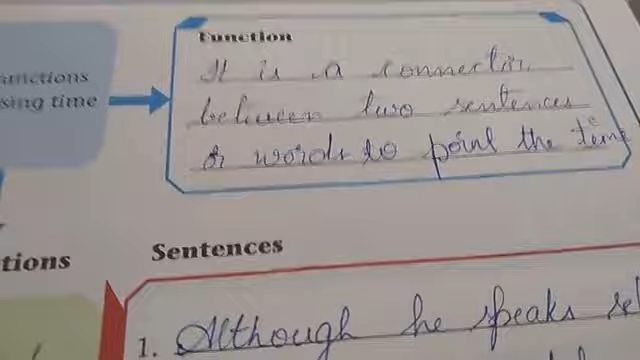 Function
It is a connector
unctions
sing time
between two sentences
or words to point the time
tions
Sentences
1. Although he speaks